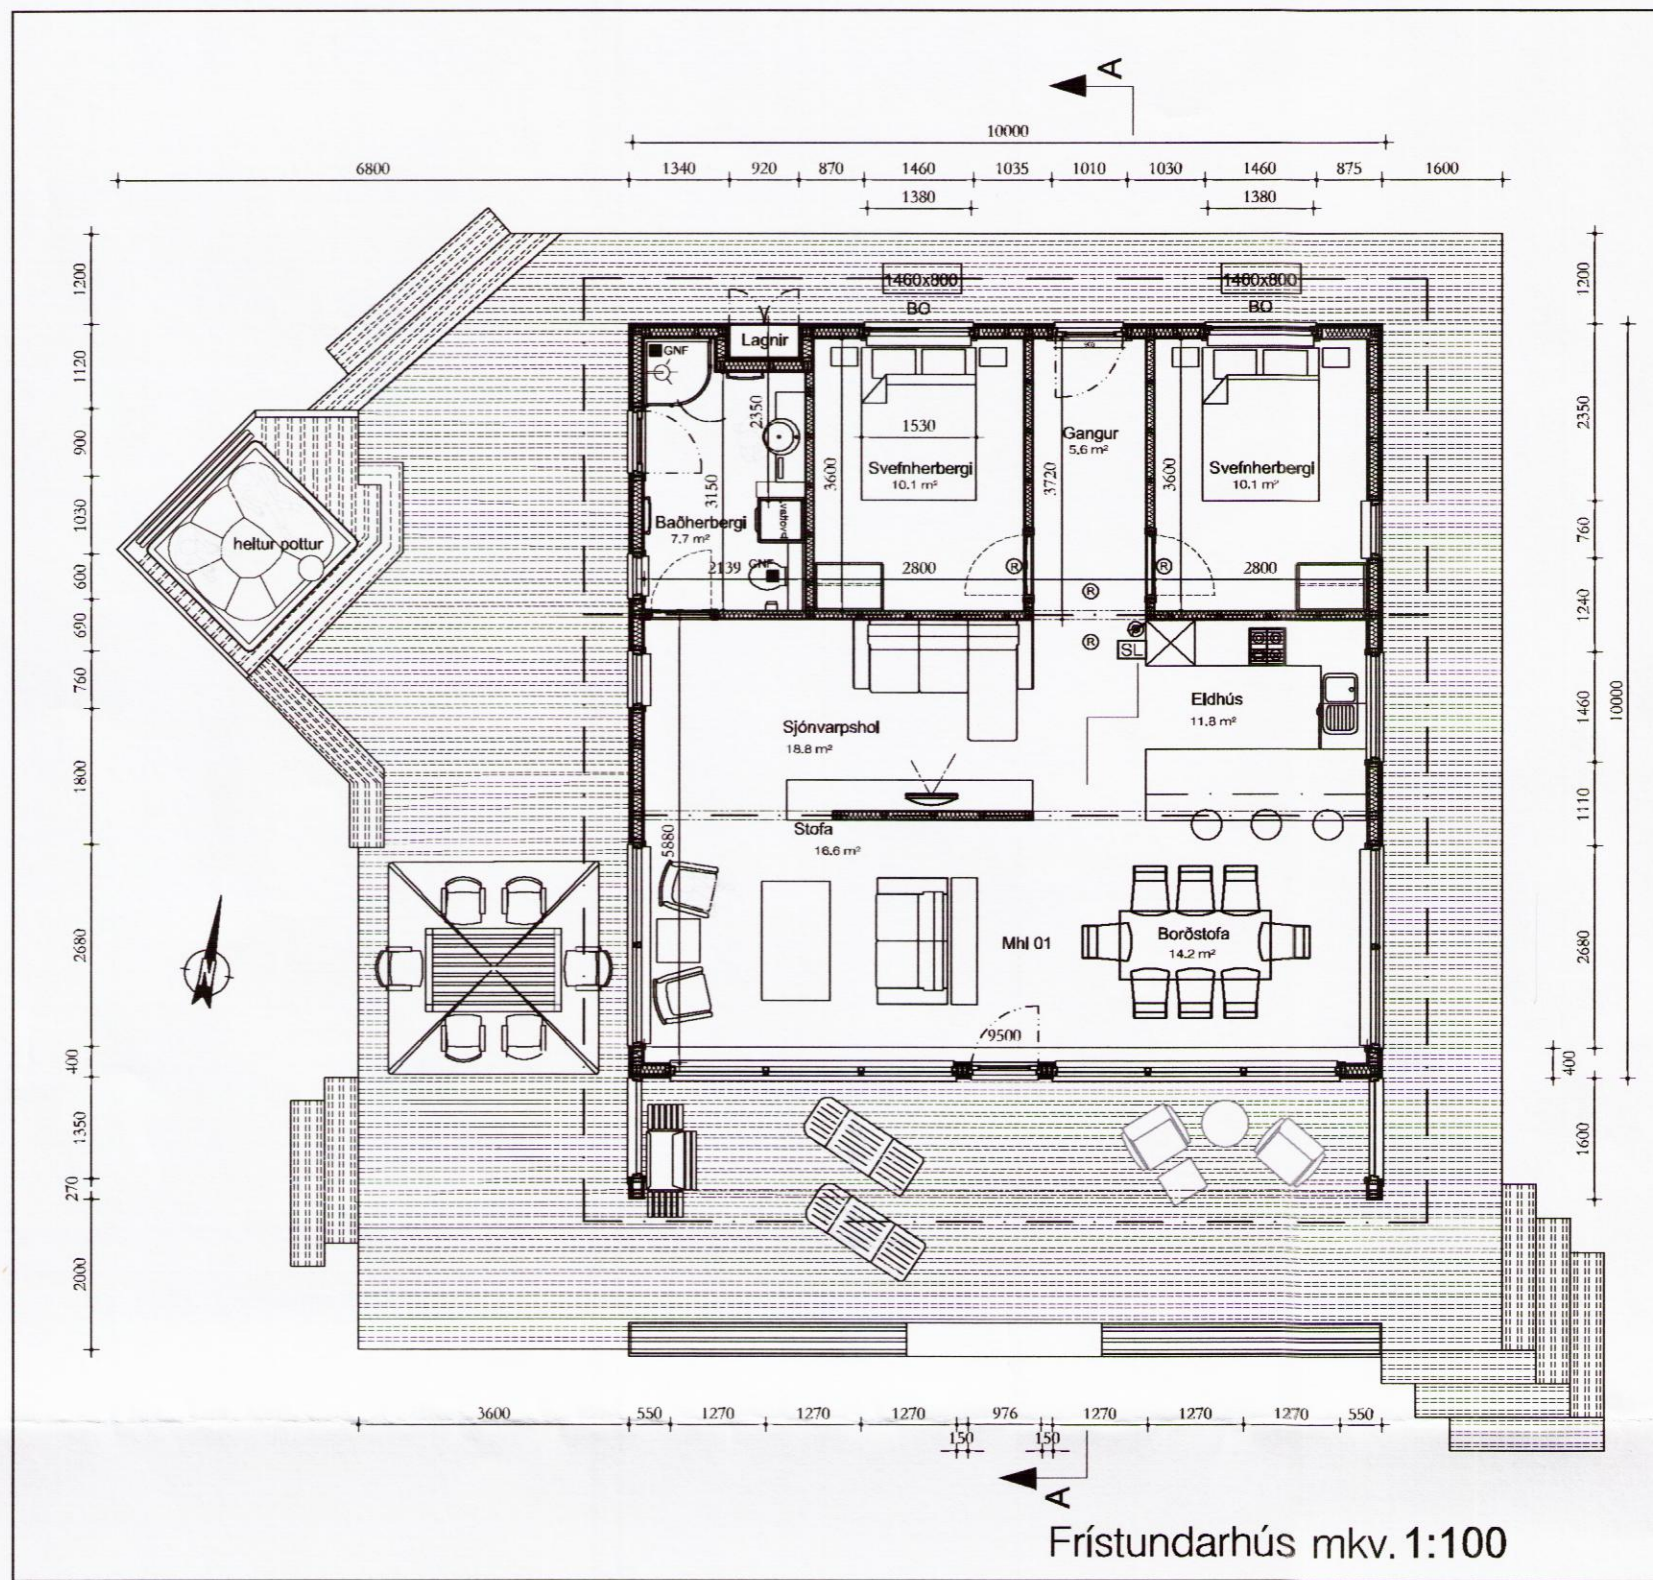 A
10000
6800 1340 920 870 1460 1035 1010 1030 1460 875 1600
1380 1380
1460x800 1460x800
BO BO
Lagnir
GNF
2350
1530
Gangur
5,6 m²
Svefnherbergi
10.1 m²
Svefnherbergi
10.1 m²
3600
3720
3600
3150
Baðherbergi
7.7 m²
heitur pottur
2139
GNF
2800
2800
R
R
R
R
SL
Eldhús
11.8 m²
Sjónvarpshol
18.8 m²
Stofa
16.6 m²
5880
Mhl 01
Borðstofa
14.2 m²
9500
1200
1120
900
1030
600
690
760
1800
2680
400
1350
270
2000
1200
2350
760
1240
1460
1110
2680
400
1600
10000
3600 550 1270 1270 1270 976 1270 1270 1270 550
150 150
A
Frístundarhús mkv. 1:100